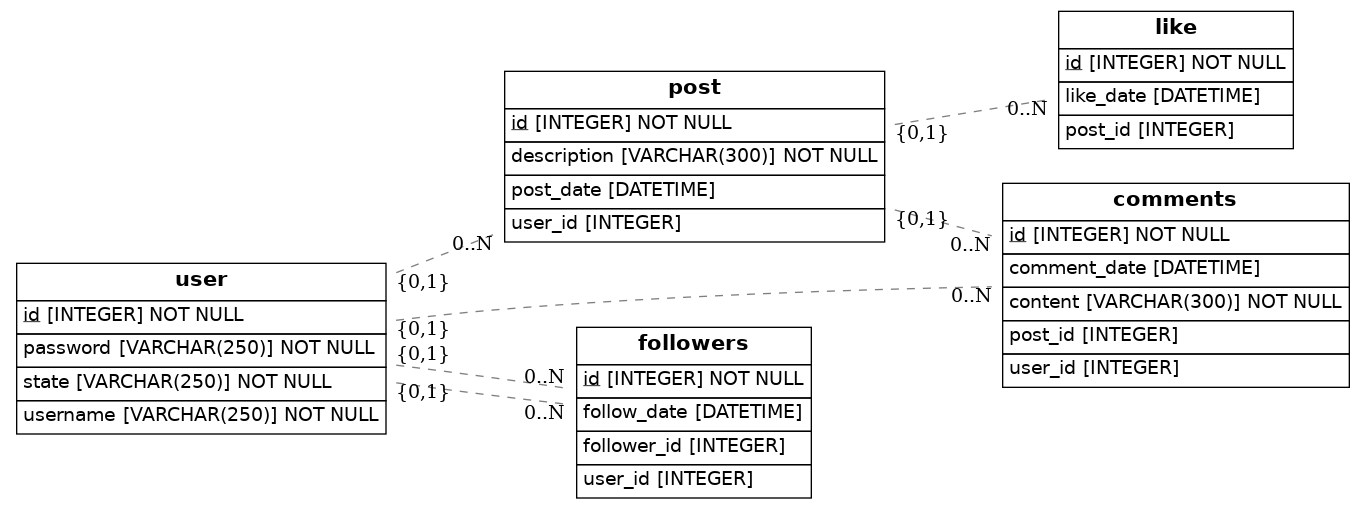 like
id [INTEGER] NOT NULL
like_date [DATETIME]
post_id [INTEGER]
post
id [INTEGER] NOT NULL
description [VARCHAR(300)] NOT NULL
post_date [DATETIME]
user_id [INTEGER]
{0,1}
0..N
{0,1}
0..N
comments
id [INTEGER] NOT NULL
comment_date [DATETIME]
content [VARCHAR(300)] NOT NULL
post_id [INTEGER]
user_id [INTEGER]
user
id [INTEGER] NOT NULL
password [VARCHAR(250)] NOT NULL
state [VARCHAR(250)] NOT NULL
username [VARCHAR(250)] NOT NULL
0..N
{0,1}
{0,1}
0..N
{0,1}
0..N
{0,1}
0..N
followers
id [INTEGER] NOT NULL
follow_date [DATETIME]
follower_id [INTEGER]
user_id [INTEGER]